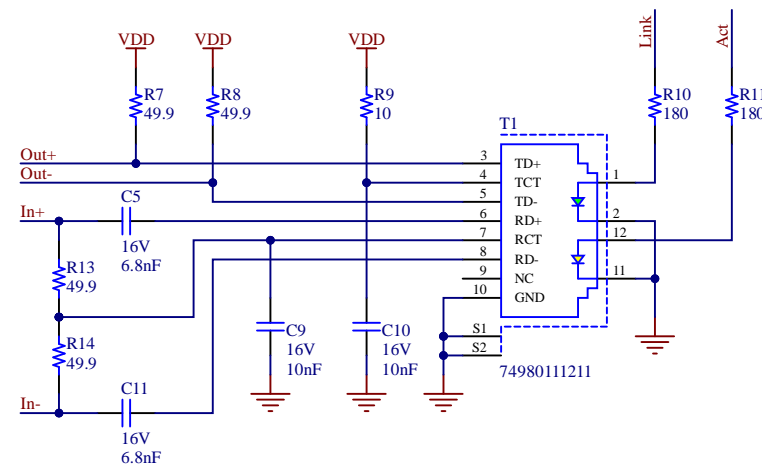 Link
Act
VDD
VDD
VDD
R7
49.9
R8
49.9
R9
10
R10
180
R11
180
T1
Out+
Out-
In+
In-
C5
16V
6.8nF
R13
49.9
R14
49.9
C11
16V
6.8nF
C9
16V
10nF
C10
16V
10nF
3 TD+
4 TCT
5 TD-
6 RD+
7 RCT
8 RD-
9 NC
10 GND
S1
S2
1
2
12
11
74980111211